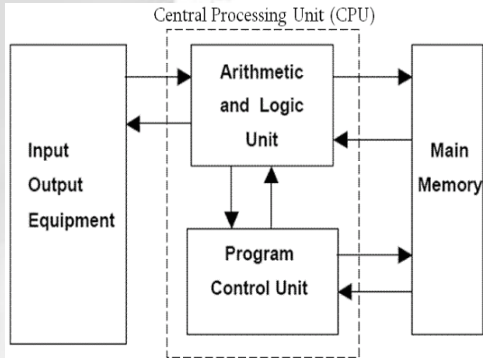 Central Processing Unit (CPU)
Arithmetic
and Logic
Unit
Input
Output
Equipment
Main
Memory
Program
Control Unit